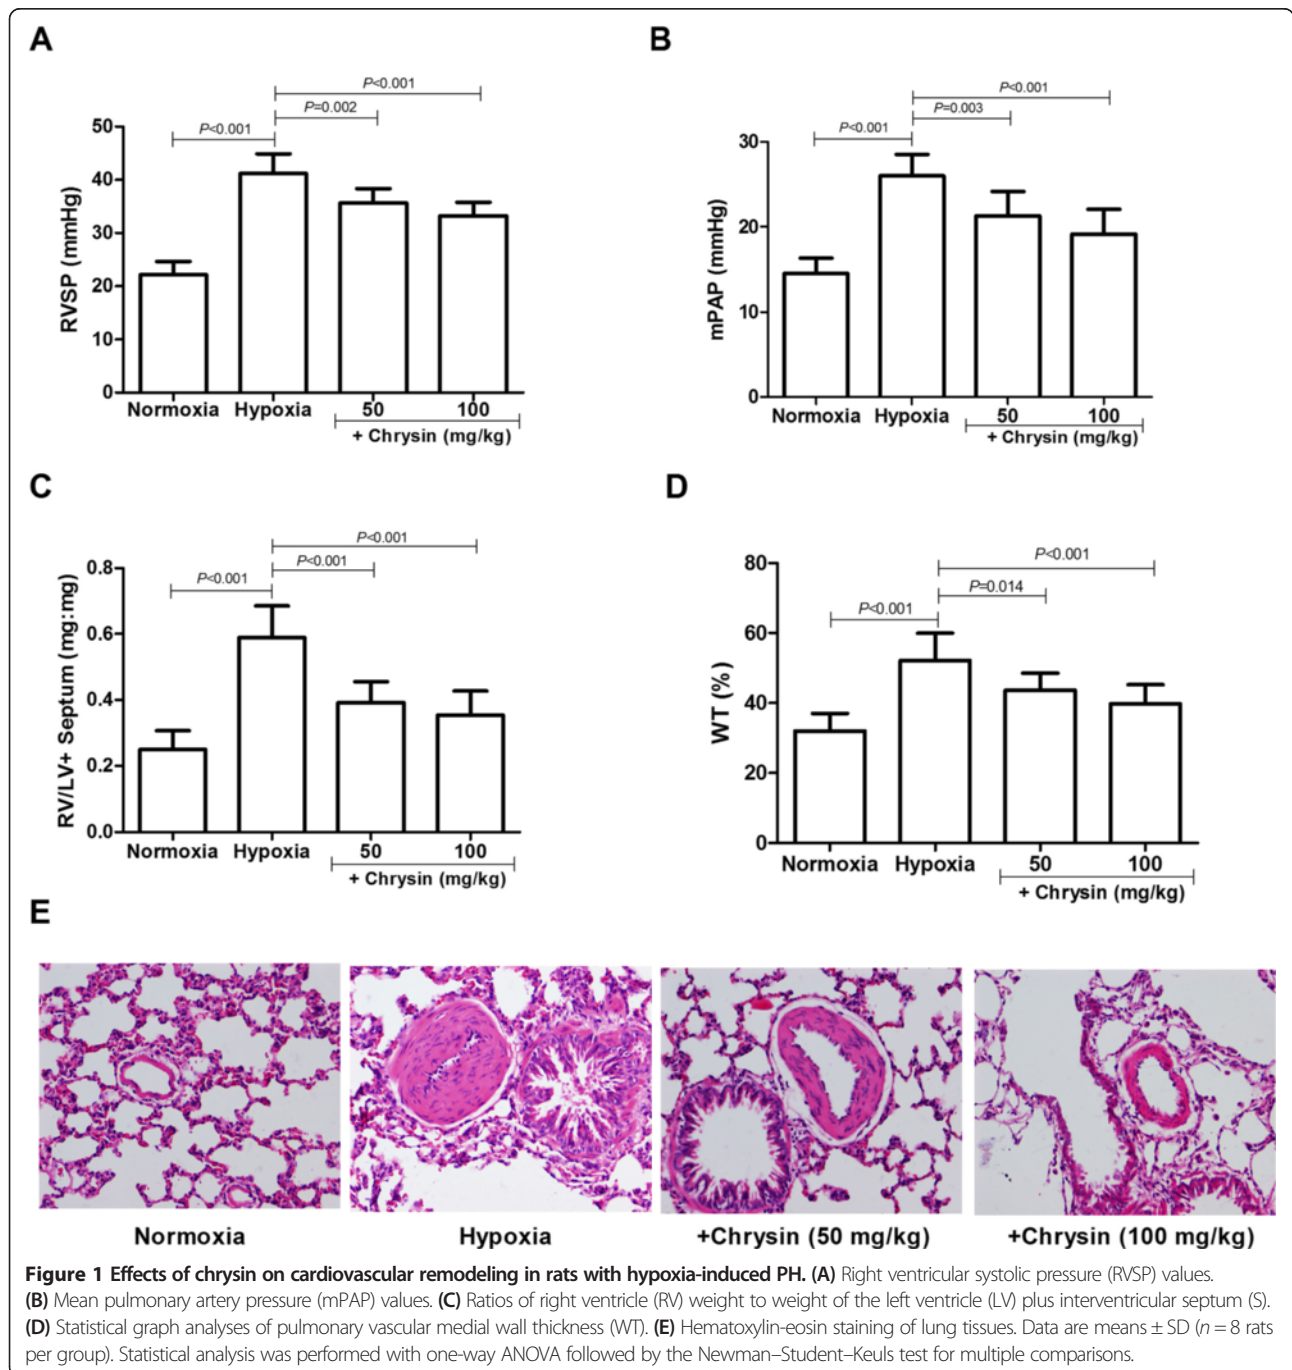 A
P<0.001
P=0.002
P<0.001
50
40
30
20
10
0
RVSP (mmHg)
Normoxia Hypoxia 50 100
+ Chrysin (mg/kg)
B
P<0.001
P=0.003
P<0.001
30
20
10
0
mPAP (mmHg)
Normoxia Hypoxia 50 100
+ Chrysin (mg/kg)
C
P<0.001
P<0.001
P<0.001
0.8
0.6
0.4
0.2
0.0
RV/LV+ Septum (mg:mg)
Normoxia Hypoxia 50 100
+ Chrysin (mg/kg)
D
P<0.001
P=0.014
P<0.001
80
60
40
20
0
WT (%)
Normoxia Hypoxia 50 100
+ Chrysin (mg/kg)
E
Normoxia Hypoxia +Chrysin (50 mg/kg) +Chrysin (100 mg/kg)
Figure 1 Effects of chrysin on cardiovascular remodeling in rats with hypoxia-induced PH. (A) Right ventricular systolic pressure (RVSP) values.
(B) Mean pulmonary artery pressure (mPAP) values. (C) Ratios of right ventricle (RV) weight to weight of the left ventricle (LV) plus interventricular septum (S).
(D) Statistical graph analyses of pulmonary vascular medial wall thickness (WT). (E) Hematoxylin-eosin staining of lung tissues. Data are means ± SD (n = 8 rats
per group). Statistical analysis was performed with one-way ANOVA followed by the Newman–Student–Keuls test for multiple comparisons.